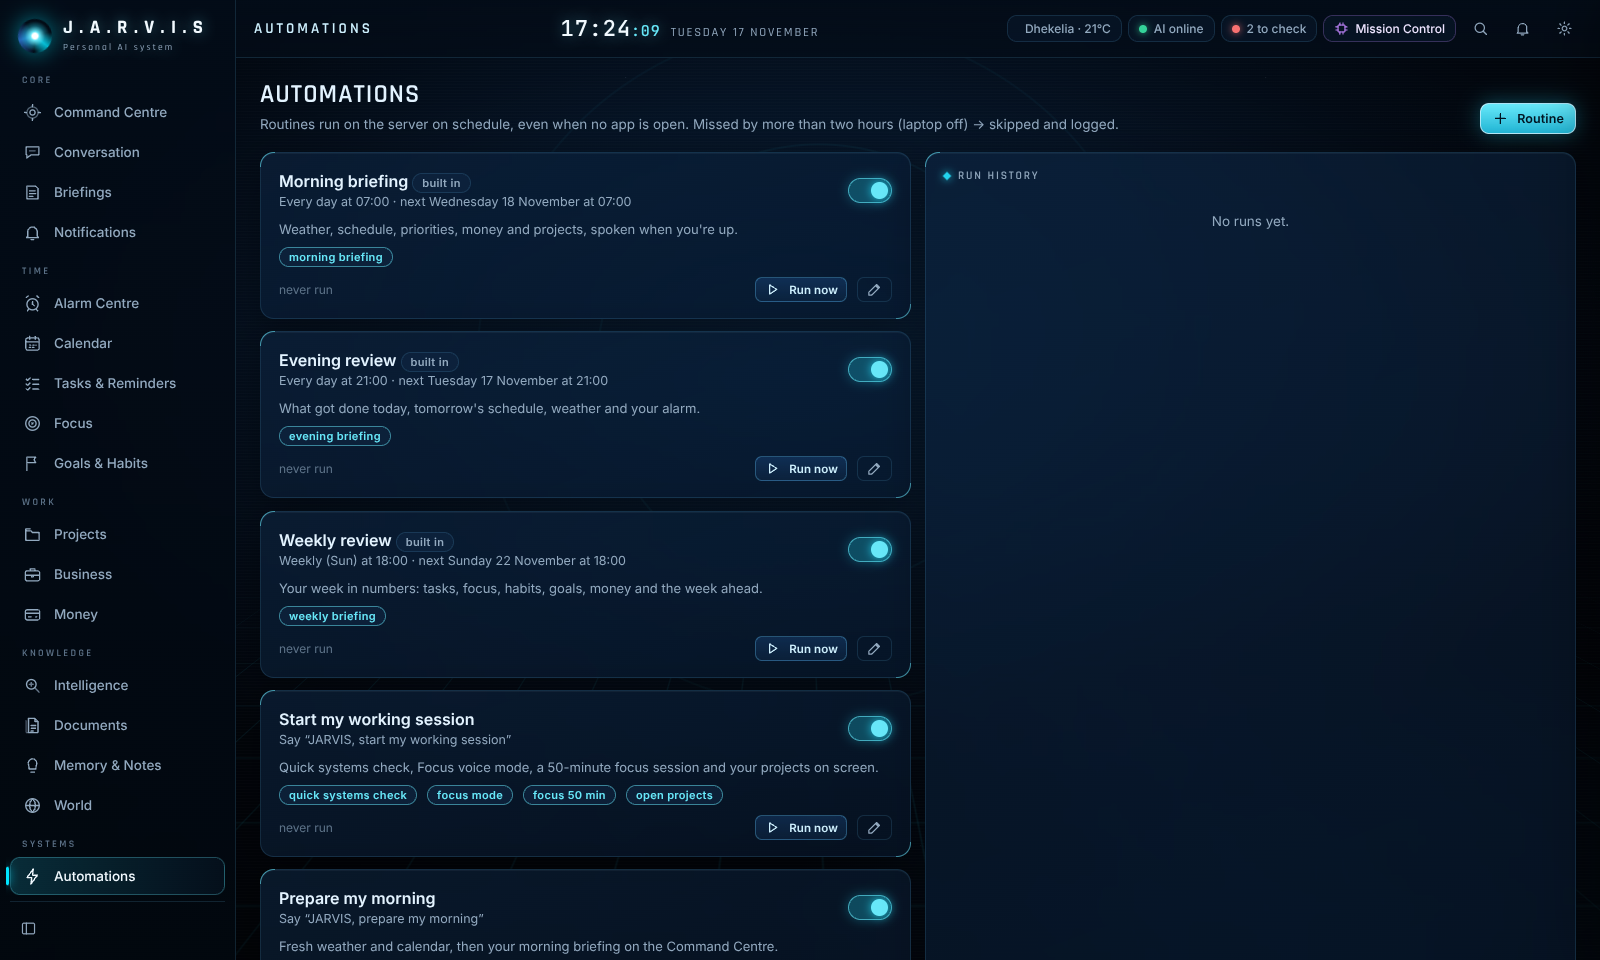 J.A.R.V.I.S
Personal AI system
CORE
Command Centre
Conversation
Briefings
Notifications
TIME
Alarm Centre
Calendar
Tasks & Reminders
Focus
Goals & Habits
WORK
Projects
Business
Money
KNOWLEDGE
Intelligence
Documents
Memory & Notes
World
SYSTEMS
Automations
AUTOMATIONS
17:24:09 TUESDAY 17 NOVEMBER
Dhekelia · 21°C
AI online
2 to check
Mission Control
AUTOMATIONS
Routines run on the server on schedule, even when no app is open. Missed by more than two hours (laptop off) → skipped and logged.
Routine
Morning briefing built in
Every day at 07:00 · next Wednesday 18 November at 07:00
Weather, schedule, priorities, money and projects, spoken when you're up.
morning briefing
never run
Run now
Evening review built in
Every day at 21:00 · next Tuesday 17 November at 21:00
What got done today, tomorrow's schedule, weather and your alarm.
evening briefing
never run
Run now
Weekly review built in
Weekly (Sun) at 18:00 · next Sunday 22 November at 18:00
Your week in numbers: tasks, focus, habits, goals, money and the week ahead.
weekly briefing
never run
Run now
Start my working session
Say “JARVIS, start my working session”
Quick systems check, Focus voice mode, a 50-minute focus session and your projects on screen.
quick systems check focus mode focus 50 min open projects
never run
Run now
Prepare my morning
Say “JARVIS, prepare my morning”
Fresh weather and calendar, then your morning briefing on the Command Centre.
RUN HISTORY
No runs yet.